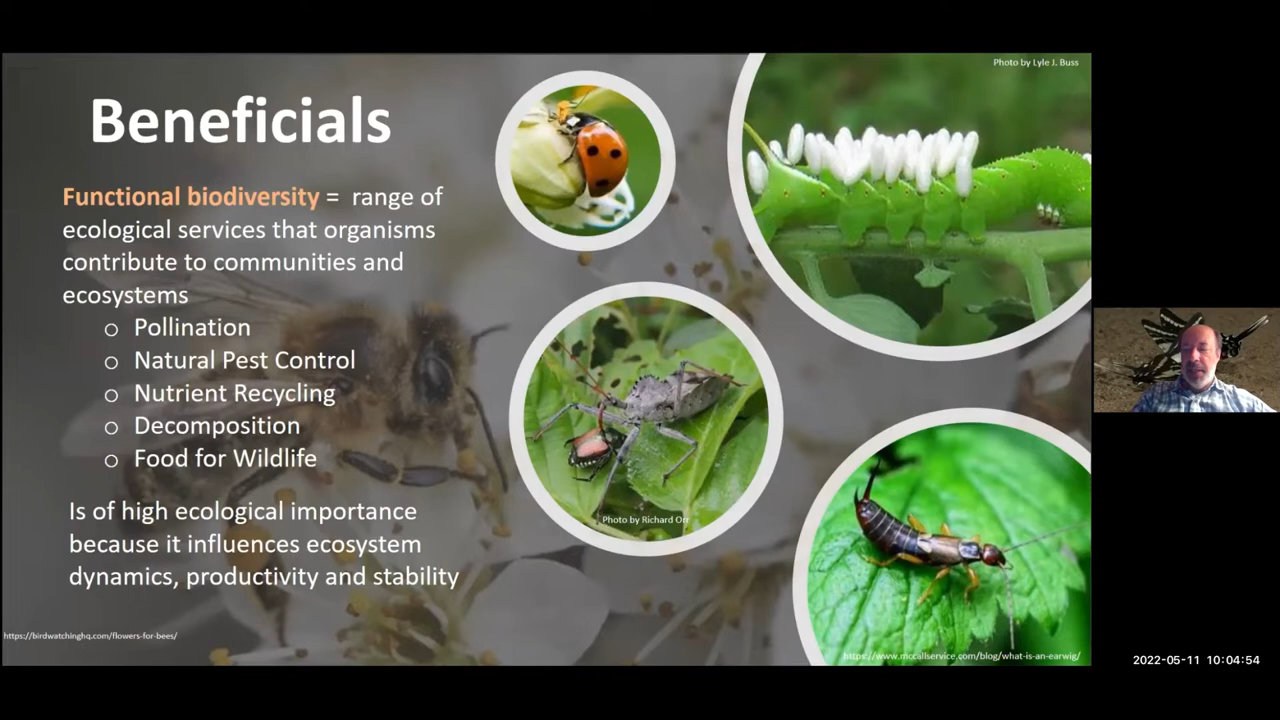 Beneficials
Functional biodiversity = range of
ecological services that organisms
contribute to communities and
ecosystems
o Pollination
o Natural Pest Control
o Nutrient Recycling
o Decomposition
o Food for Wildlife
Is of high ecological importance
because it influences ecosystem
dynamics, productivity and stability
https://birdwatchinghq.com/flowers-for-bees/
Photo by Lyle J. Buss
Photo by Richard Orr
https://www.mccallservice.com/blog/what-is-an-earwig/
2022-05-11 10:04:54